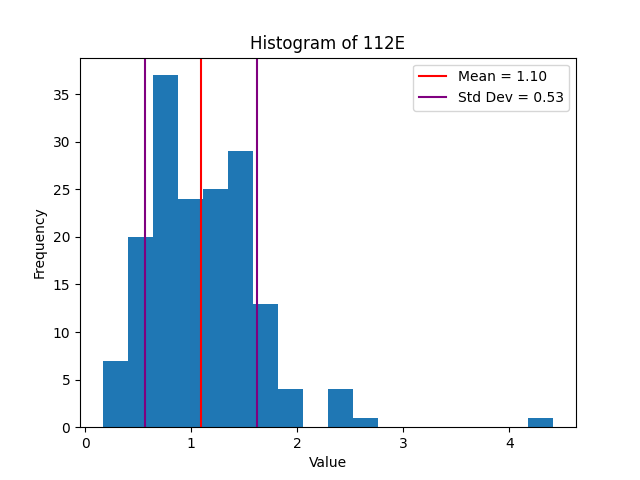 Histogram of 112E
Mean = 1.10
Std Dev = 0.53
Frequency
35
30
25
20
15
10
5
0
0 1 2 3 4
Value